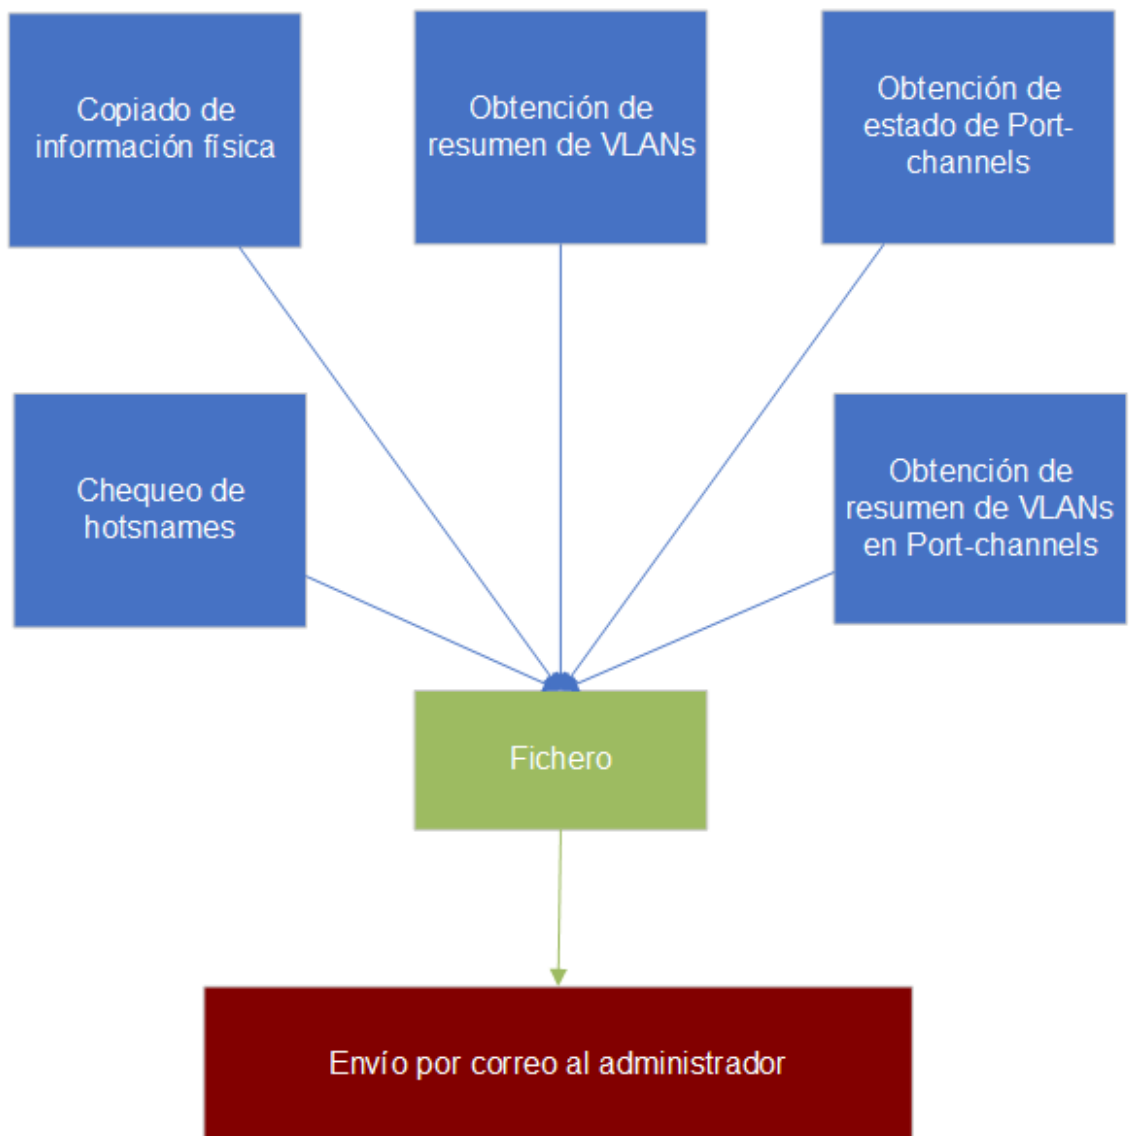 Copiado de
información física
Obtención de
resumen de VLANs
Obtención de
estado de Port-
channels
Chequeo de
hotsnames
Obtención de
resumen de VLANs
en Port-channels
Fichero
Envío por correo al administrador